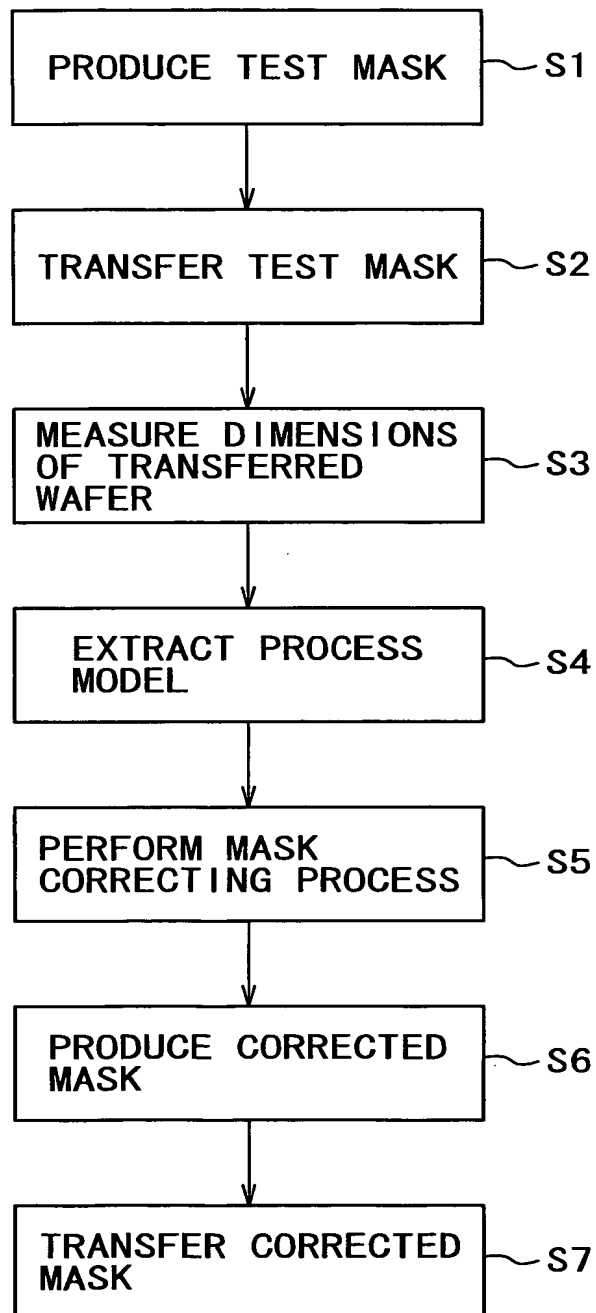 PRODUCE TEST MASK
S1
TRANSFER TEST MASK
S2
MEASURE DIMENSIONS
OF TRANSFERRED
WAFER
S3
EXTRACT PROCESS
MODEL
S4
PERFORM MASK
CORRECTING PROCESS
S5
PRODUCE CORRECTED
MASK
S6
TRANSFER CORRECTED
MASK
S7